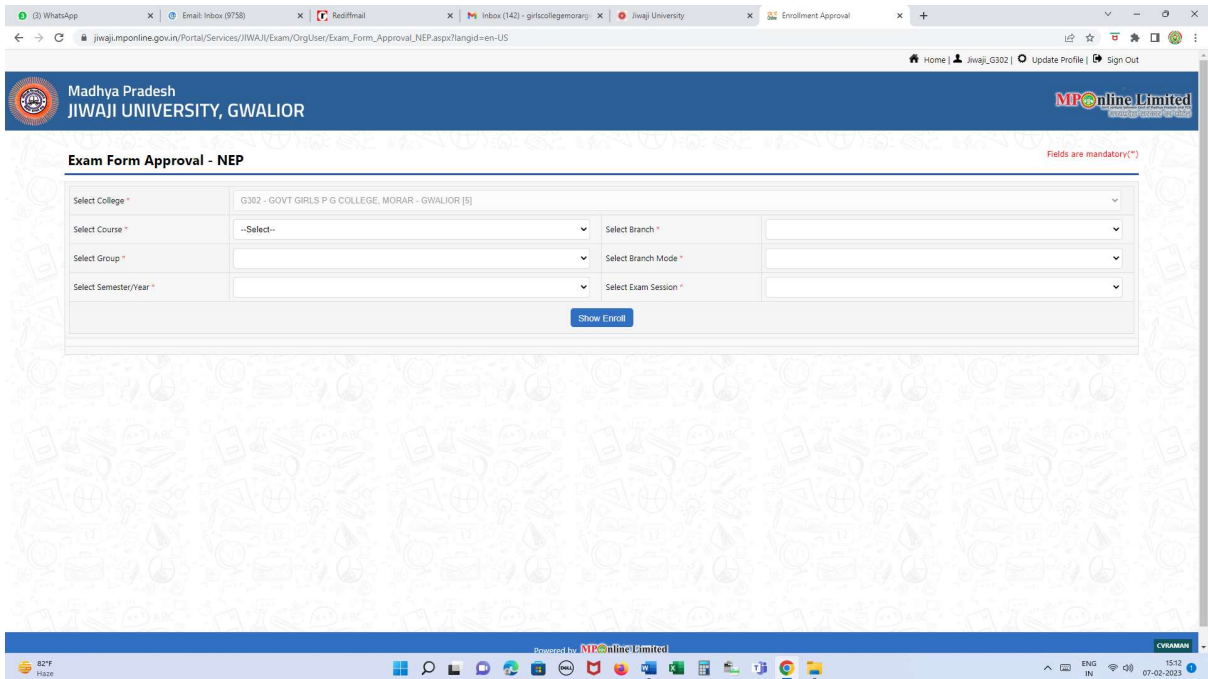 (3) WhatsApp
Email: Inbox (9758)
Rediffmail
Inbox (142) - girlscollegemorarg
Jiwaji University
Enrollment Approval
jiwaji.mponline.gov.in/Portal/Services/JIWAJI/Exam/OrgUser/Exam_Form_Approval_NEP.aspx?langid=en-US
Home | Jiwaji_G302 | Update Profile | Sign Out
Madhya Pradesh
JIWAJI UNIVERSITY, GWALIOR
MPOnline Limited
Exam Form Approval - NEP
Fields are mandatory(*)
Select College * G302 - GOVT GIRLS P G COLLEGE, MORAR - GWALIOR [5]
Select Course * --Select-- Select Branch *
Select Group * Select Branch Mode *
Select Semester/Year * Select Exam Session *
Show Enroll
Powered by MPOnline Limited
CVRAMAN
82°F
Haze
DELL
ENG
IN
15:12
07-02-2023
1